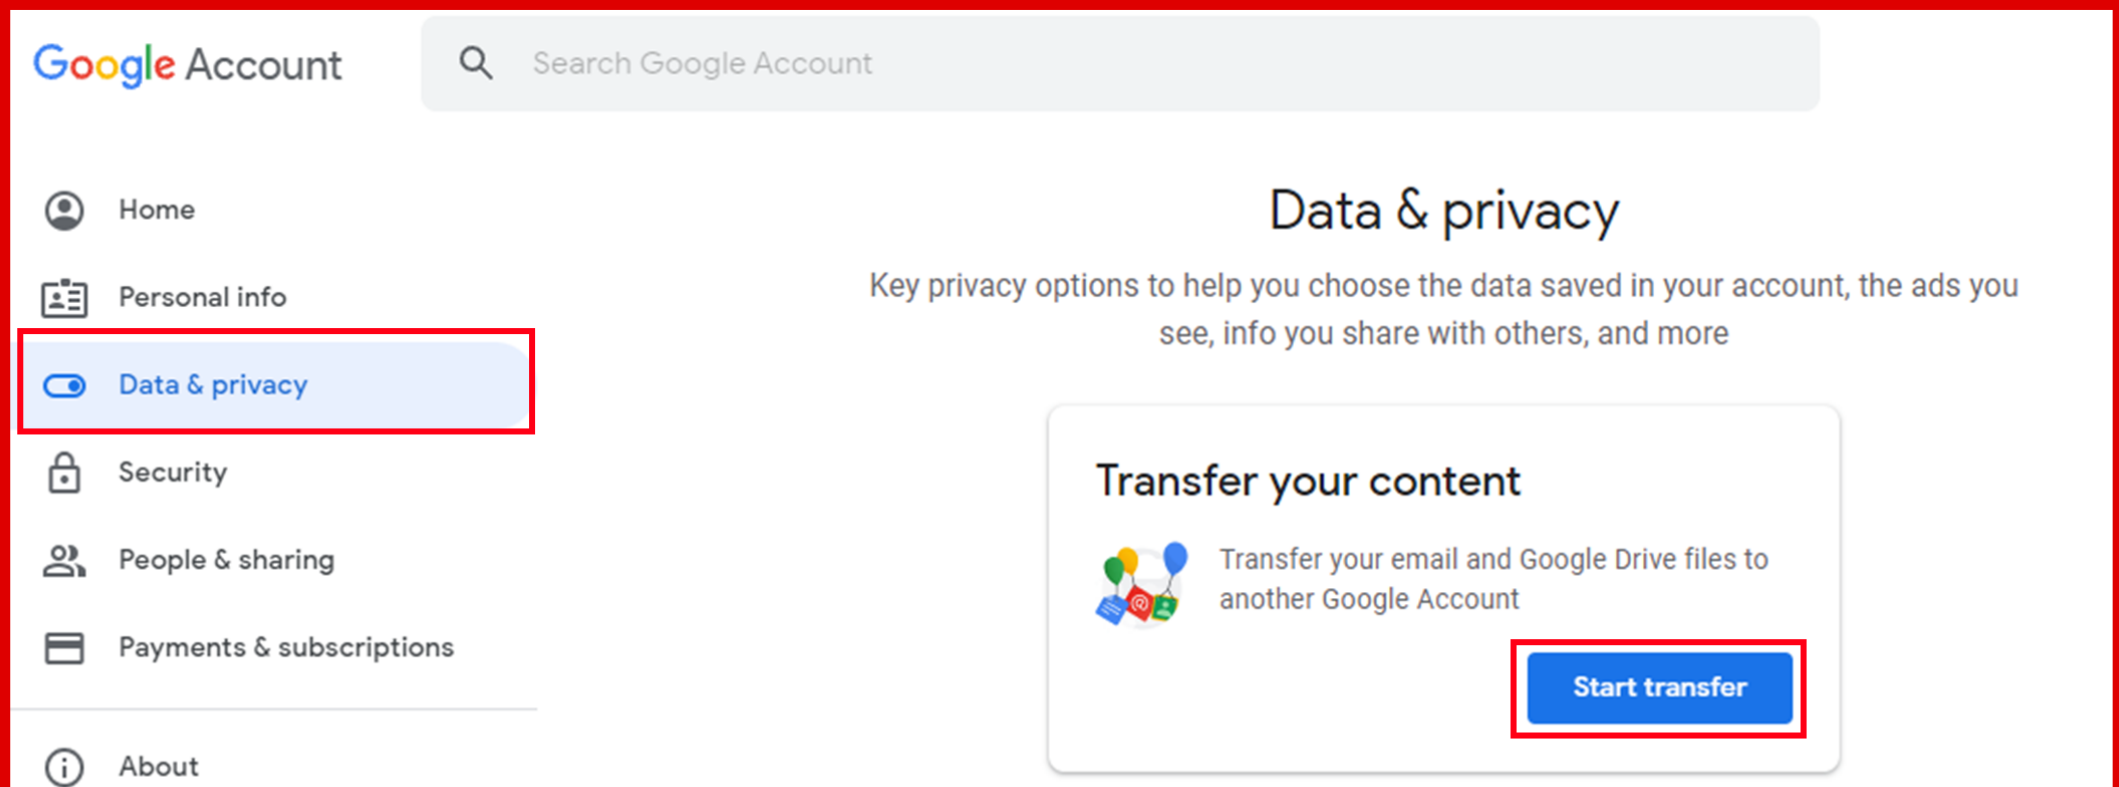 Google Account
Search Google Account
Home
Personal info
Data & privacy
Security
People & sharing
Payments & subscriptions
About
Data & privacy
Key privacy options to help you choose the data saved in your account, the ads you
see, info you share with others, and more
Transfer your content
Transfer your email and Google Drive files to
another Google Account
Start transfer